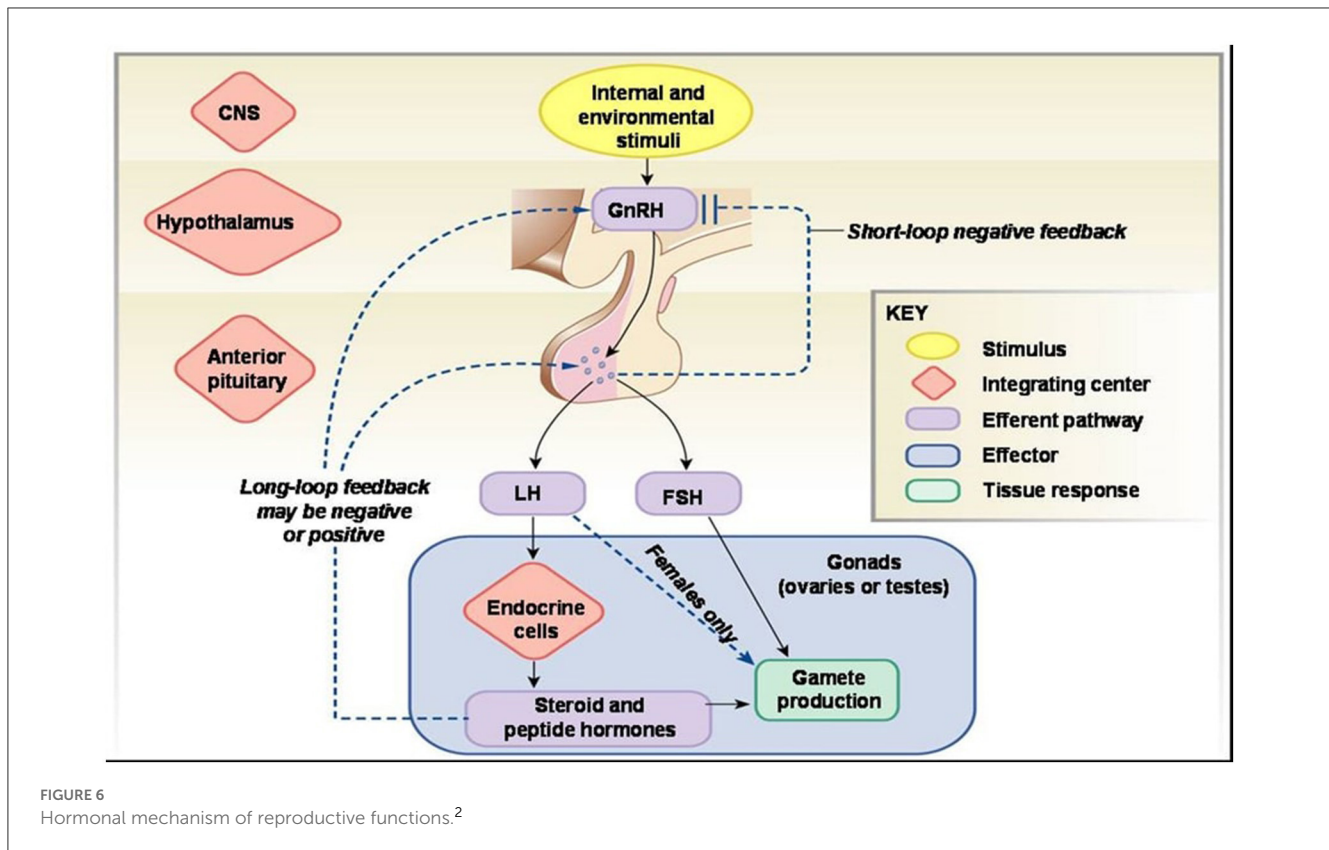 CNS
Internal and
environmental
stimuli
Hypothalamus
GnRH
Short-loop negative feedback
Anterior
pituitary
KEY
Stimulus
Integrating center
Efferent pathway
Effector
Tissue response
Long-loop feedback
may be negative
or positive
LH
FSH
Females only
Gonads
(ovaries or testes)
Endocrine
cells
Gamete
production
Steroid and
peptide hormones
FIGURE 6
Hormonal mechanism of reproductive functions.2